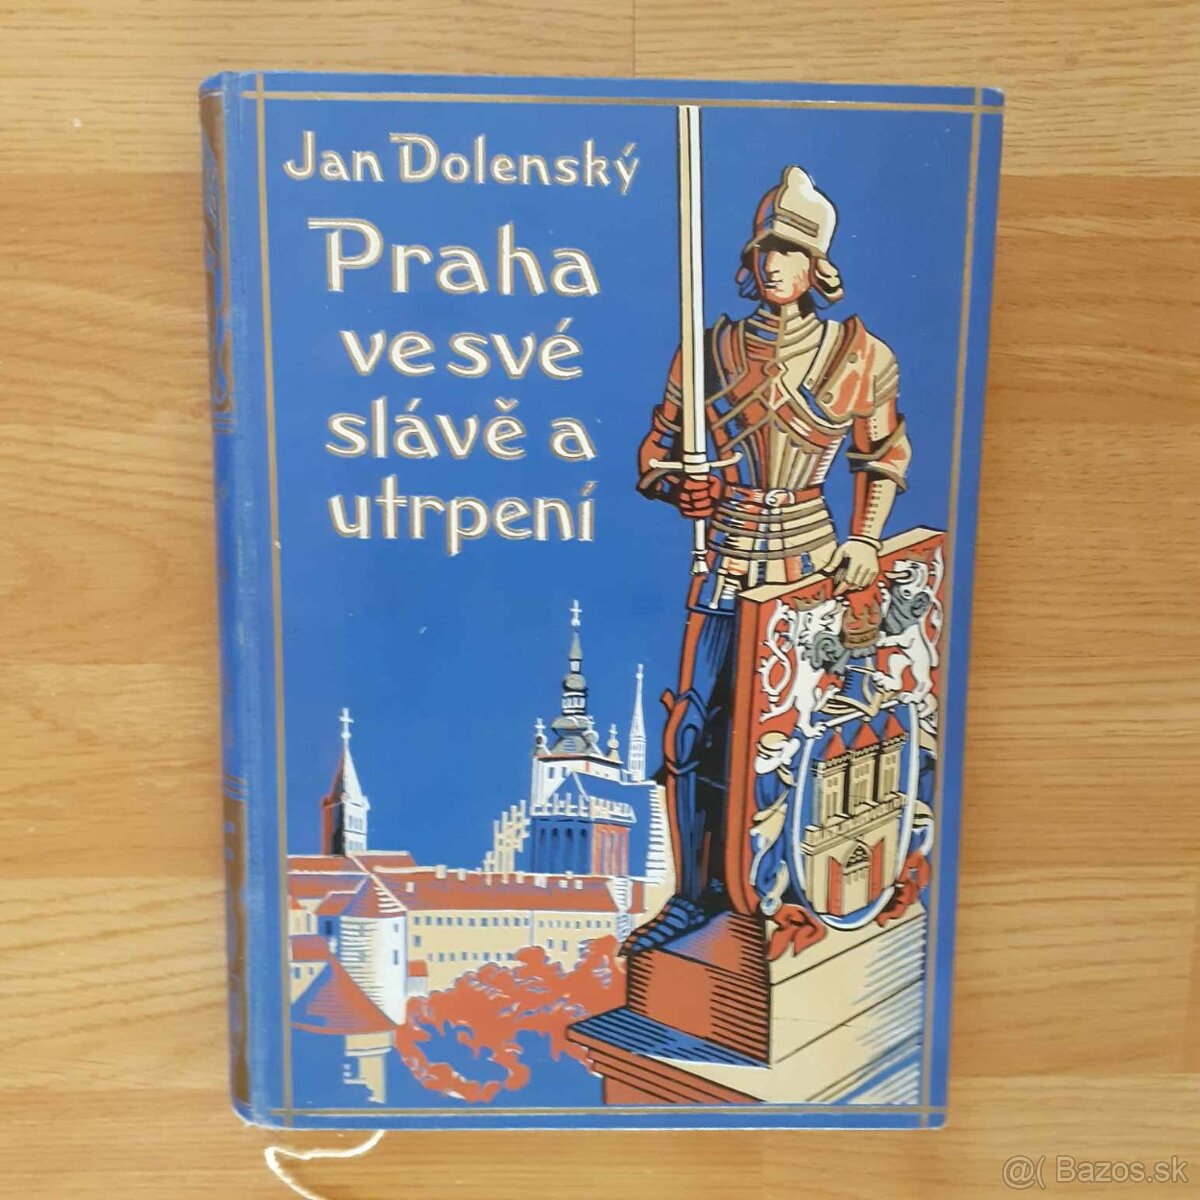 Jan Dolenský
Praha
ve své
slávě a
utrpení
@( Bazos.sk